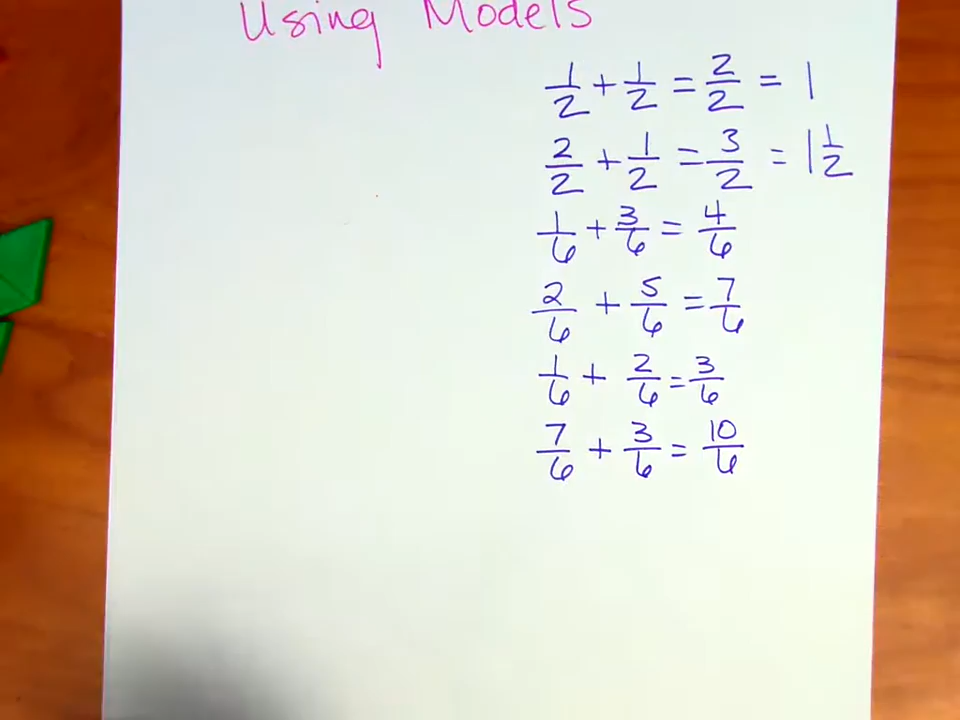 Using Models
1/2 + 1/2 = 2/2 = 1
2/2 + 1/2 = 3/2 = 1 1/2
1/6 + 3/6 = 4/6
2/6 + 5/6 = 7/6
1/6 + 2/6 = 3/6
7/6 + 3/6 = 10/6